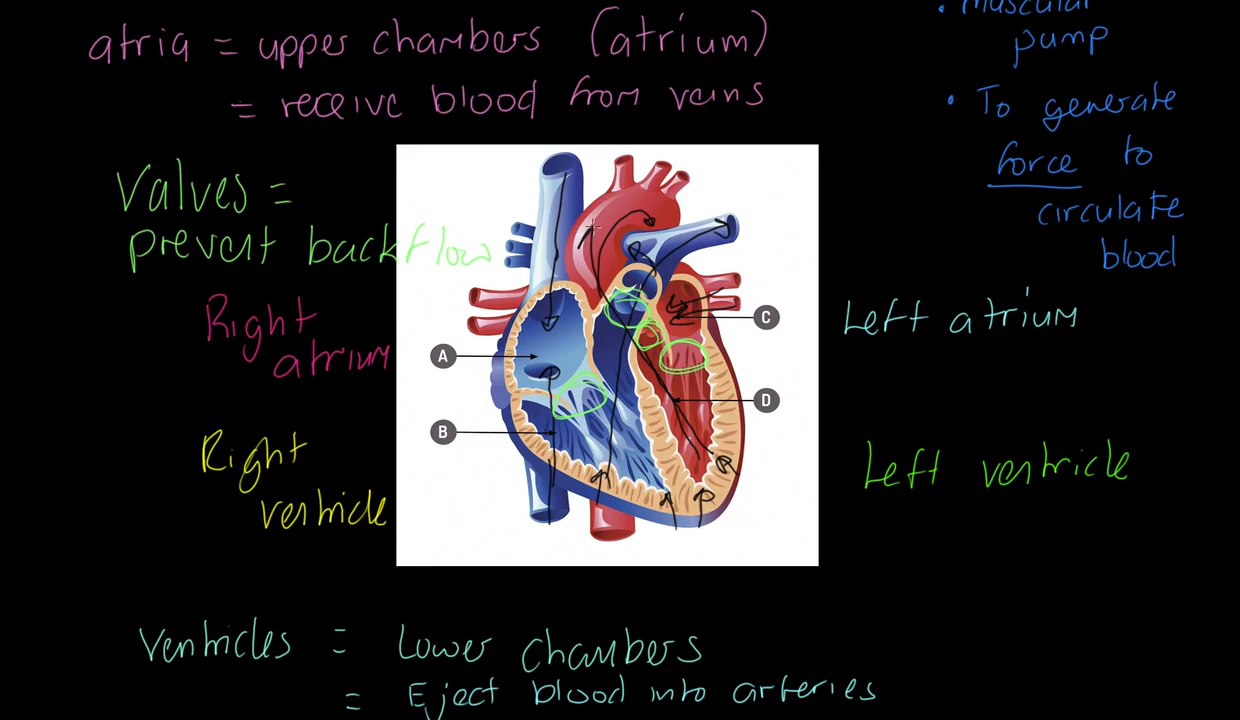 atria = upper chambers (atrium)
= receive blood from veins
• muscular
pump
• To generate
force to
circulate
blood
Valves =
prevent backflow
Right
atrium
Right
ventricle
A
B
C
D
Left atrium
Left ventricle
Ventricles = Lower chambers
= Eject blood into arteries